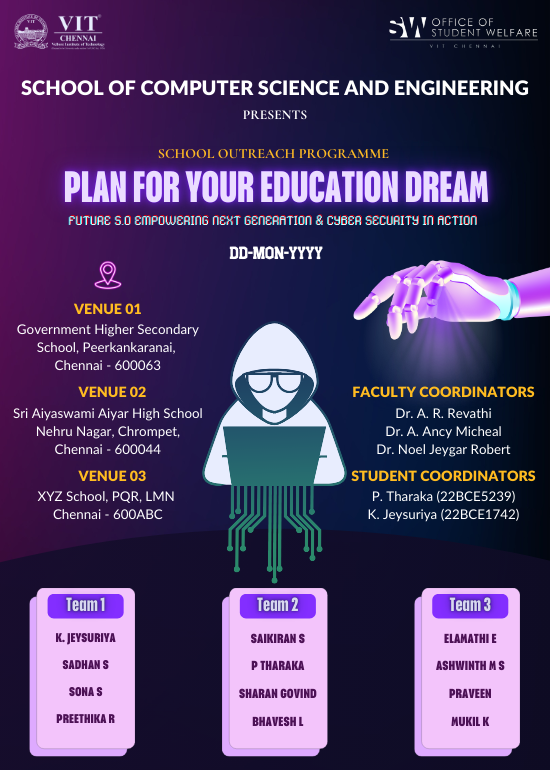 VIT
CHENNAI
Vellore Institute of Technology
SW OFFICE OF
STUDENT WELFARE
VIT CHENNAI
SCHOOL OF COMPUTER SCIENCE AND ENGINEERING
PRESENTS
SCHOOL OUTREACH PROGRAMME
PLAN FOR YOUR EDUCATION DREAM
FUTURE 5.0 EMPOWERING NEXT GENERATION & CYBER SECURITY IN ACTION
DD-MON-YYYY
VENUE 01
Government Higher Secondary
School, Peerkankaranai,
Chennai - 600063
VENUE 02
Sri Aiyaswami Aiyar High School
Nehru Nagar, Chrompet,
Chennai - 600044
VENUE 03
XYZ School, PQR, LMN
Chennai - 600ABC
FACULTY COORDINATORS
Dr. A. R. Revathi
Dr. A. Ancy Micheal
Dr. Noel Jeygar Robert
STUDENT COORDINATORS
P. Tharaka (22BCE5239)
K. Jeysuriya (22BCE1742)
Team 1
K. JEYSURIYA
SADHAN S
SONA S
PREETHIKA R
Team 2
SAIKIRAN S
P THARAKA
SHARAN GOVIND
BHAVESH L
Team 3
ELAMATHI E
ASHWINTH M S
PRAVEEN
MUKIL K